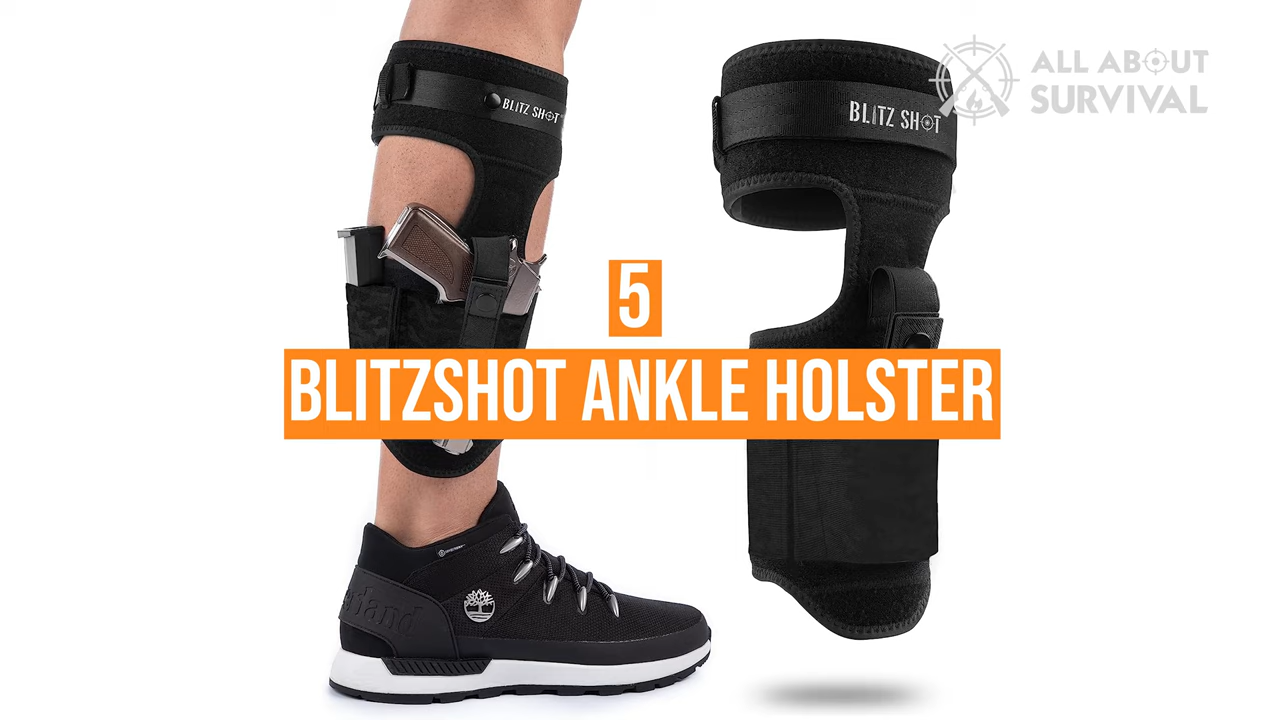 ALL ABOUT
SURVIVAL
BLITZ SHOT
BLITZ SHOT
5
BLITZSHOT ANKLE HOLSTER